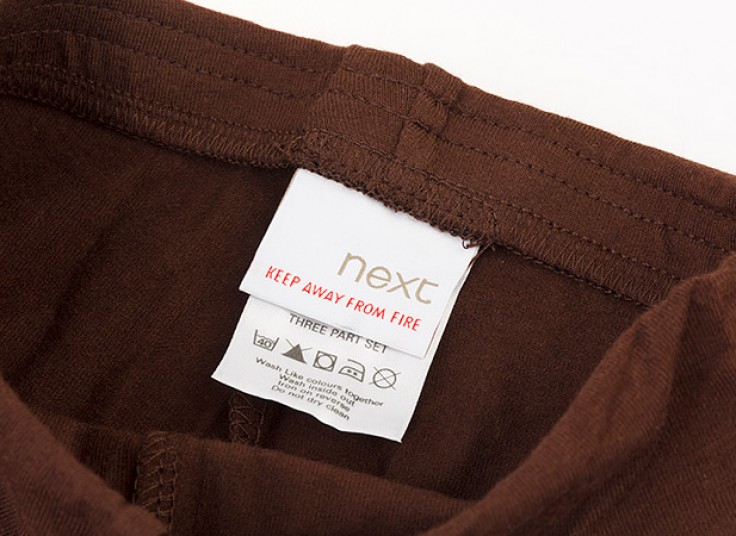 next
KEEP AWAY FROM FIRE
THREE PART SET
40
Wash Like colours together
Wash inside out
Iron on reverse
Do not dry clean